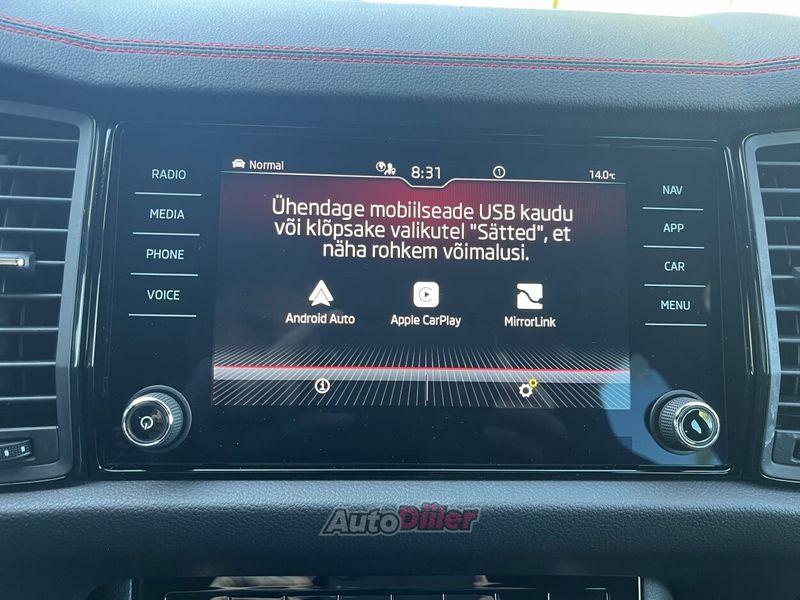 Normal 8:31 14.0°C
RADIO
MEDIA
PHONE
VOICE
Ühendage mobiilseade USB kaudu
või klõpsake valikutel "Sätted", et
näha rohkem võimalusi.
Android Auto Apple CarPlay MirrorLink
NAV
APP
CAR
MENU
AutoDiiler